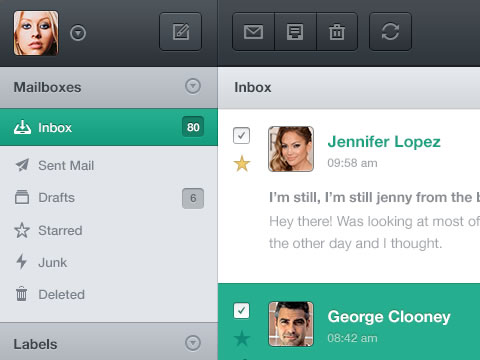 Mailboxes
Inbox 80
Sent Mail
Drafts 6
Starred
Junk
Deleted
Labels
Inbox
Jennifer Lopez
09:58 am
I'm still, I'm still jenny from the b
Hey there! Was looking at most of
the other day and I thought.
George Clooney
08:42 am